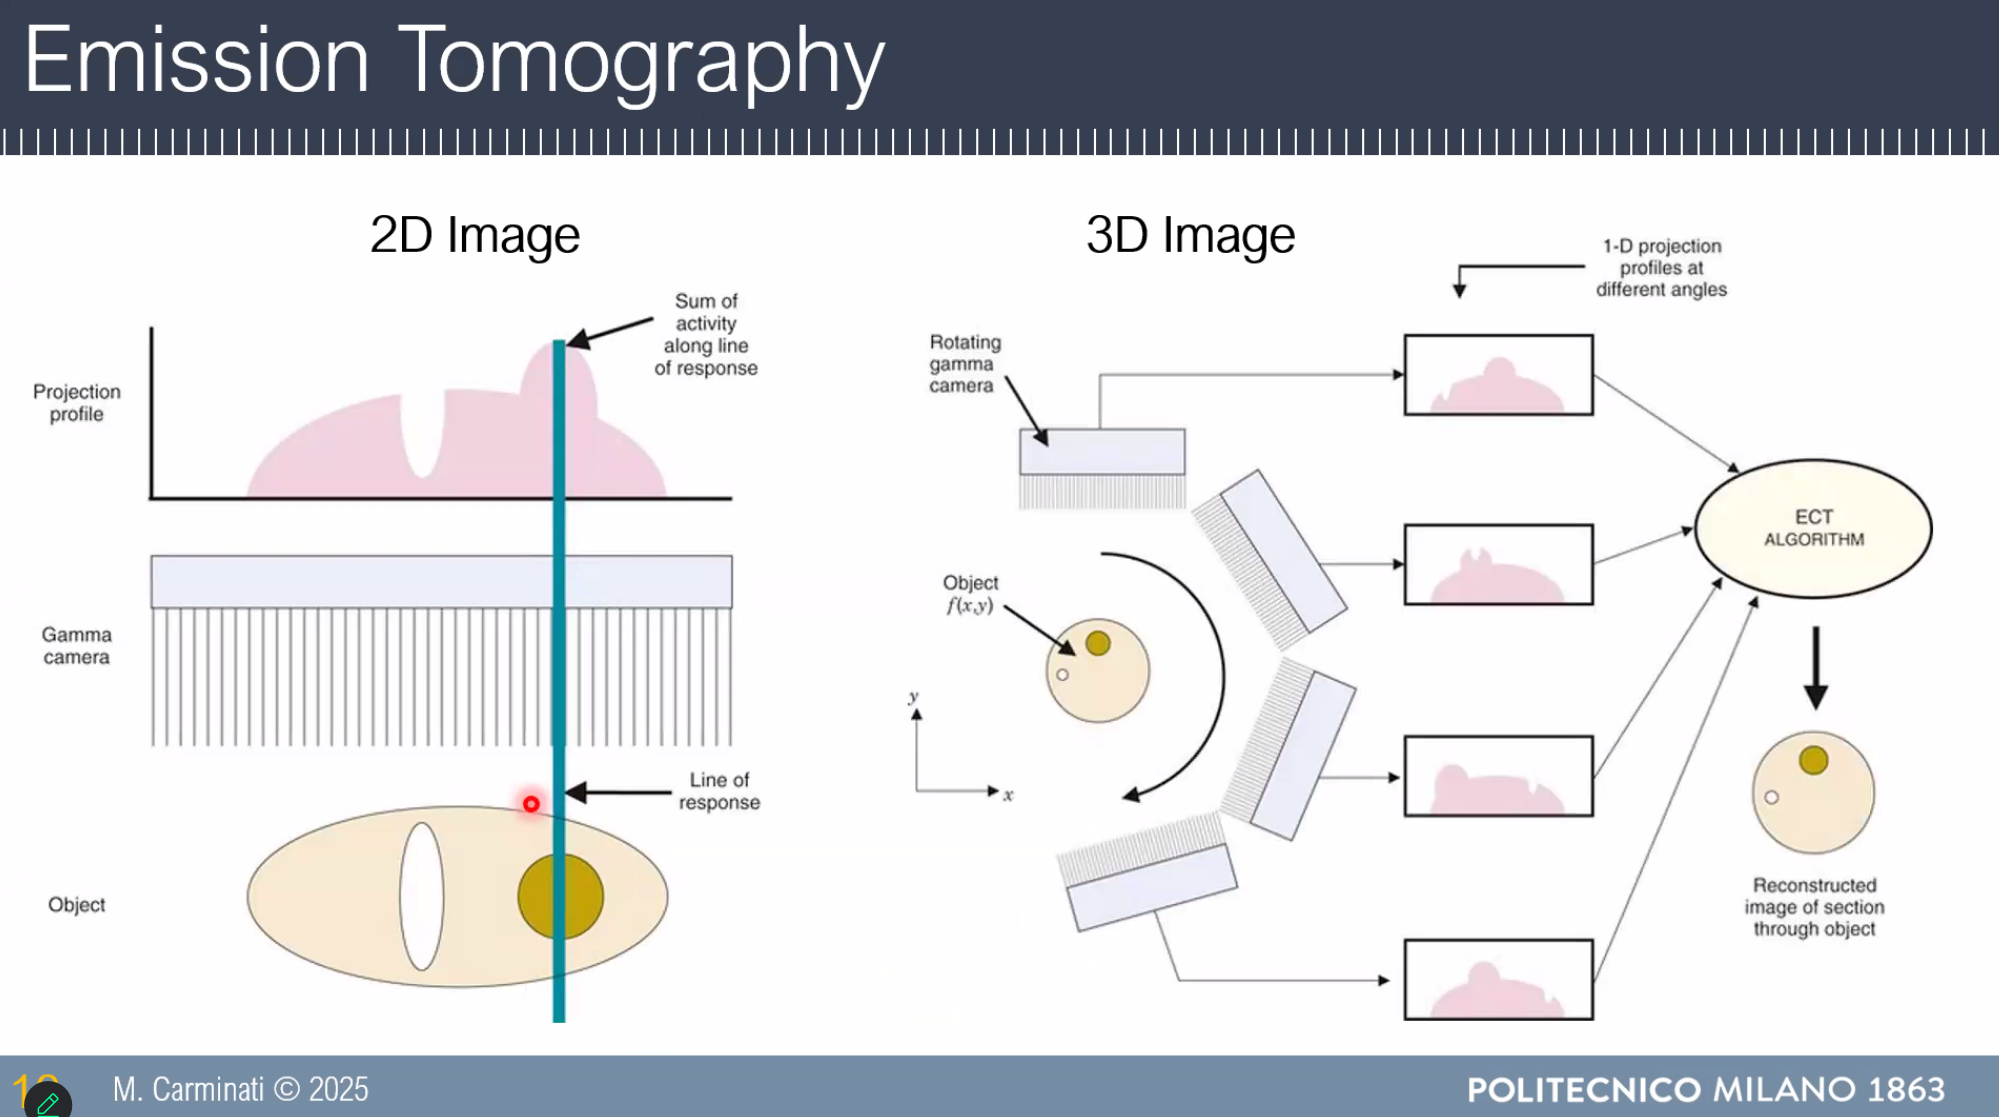 Emission Tomography
2D Image
Sum of
activity
along line
of response
Projection
profile
Gamma
camera
Line of
response
Object
3D Image
1-D projection
profiles at
different angles
Rotating
gamma
camera
Object
f(x,y)
y
x
ECT
ALGORITHM
Reconstructed
image of section
through object
M. Carminati © 2025
POLITECNICO MILANO 1863